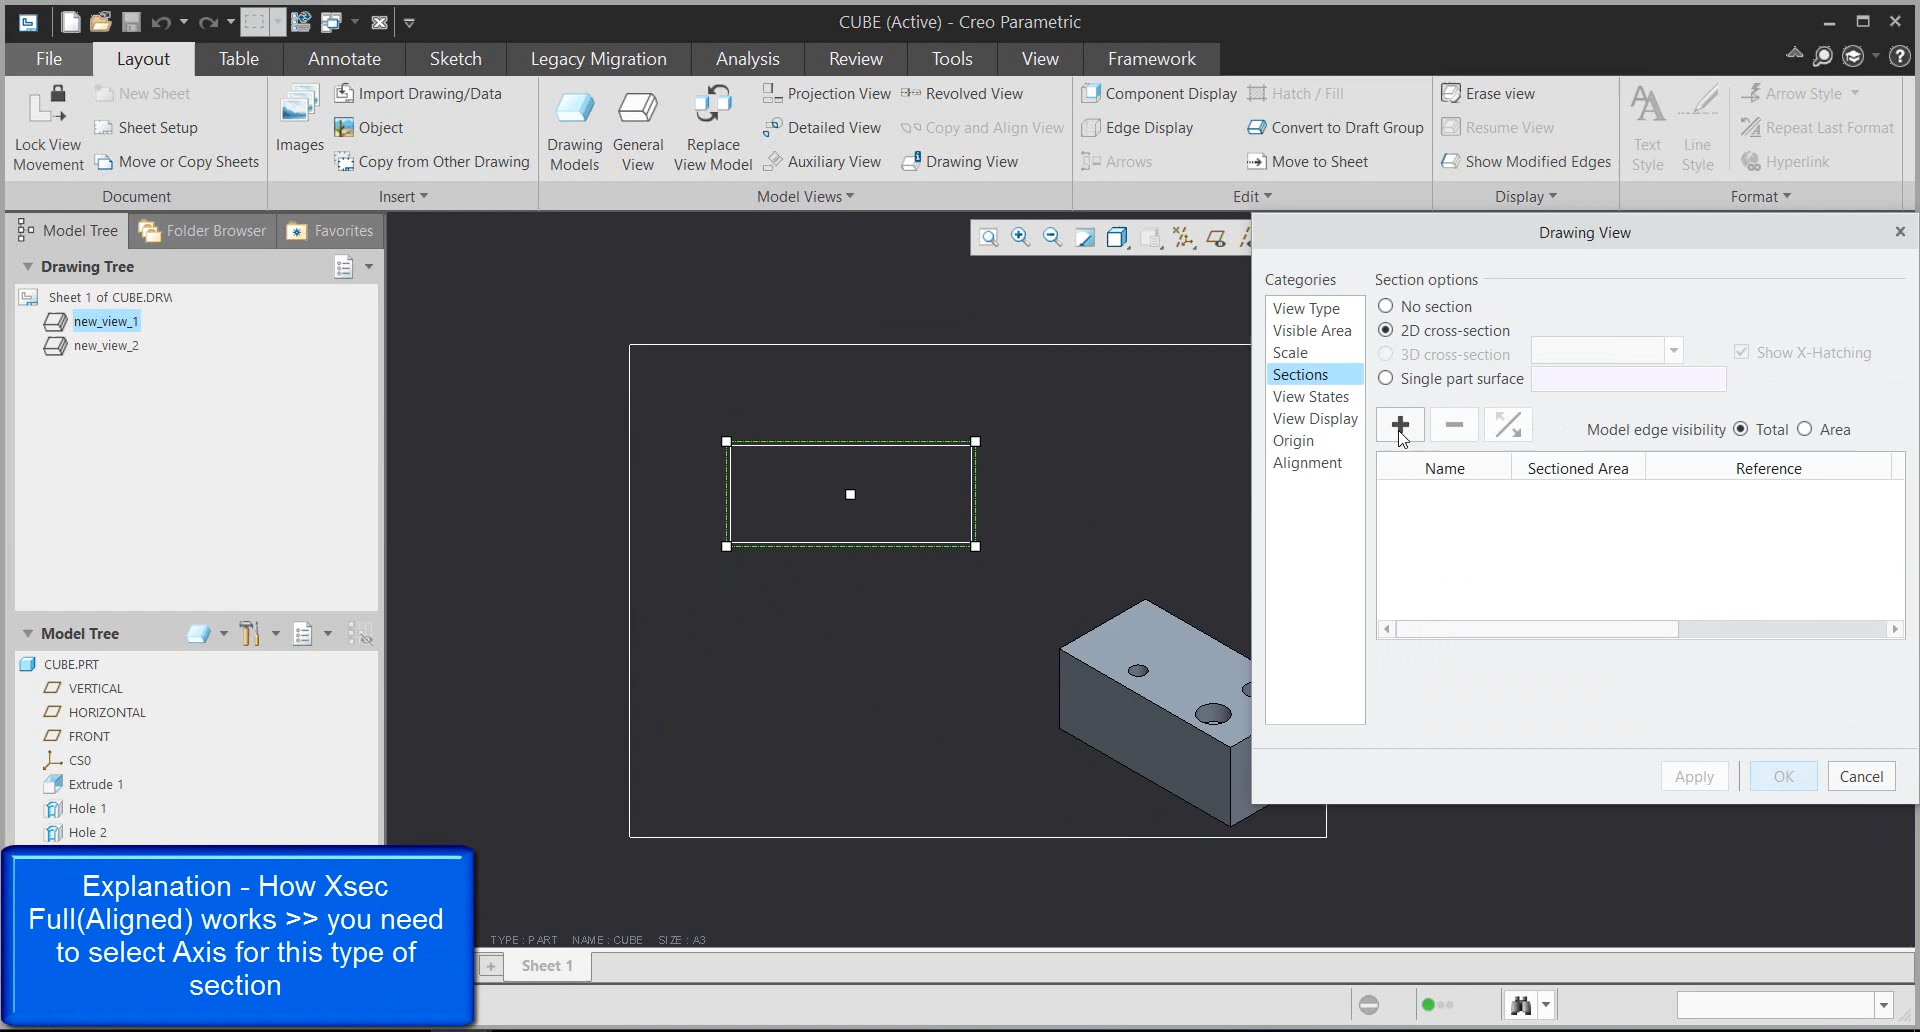 CUBE (Active) - Creo Parametric
File Layout Table Annotate Sketch Legacy Migration Analysis Review Tools View Framework
Lock View
Movement
New Sheet
Sheet Setup
Move or Copy Sheets
Document
Images
Import Drawing/Data
Object
Copy from Other Drawing
Insert
Drawing
Models
General
View
Replace
View Model
Projection View
Detailed View
Auxiliary View
Revolved View
Copy and Align View
Drawing View
Model Views
Component Display
Edge Display
Arrows
Hatch / Fill
Convert to Draft Group
Move to Sheet
Edit
Erase view
Resume View
Show Modified Edges
Display
Text
Style
Line
Style
Arrow Style
Repeat Last Format
Hyperlink
Format
Model Tree Folder Browser Favorites
Drawing Tree
Sheet 1 of CUBE.DRW
new_view_1
new_view_2
Model Tree
CUBE.PRT
VERTICAL
HORIZONTAL
FRONT
CS0
Extrude 1
Hole 1
Hole 2
Explanation - How Xsec
Full(Aligned) works >> you need
to select Axis for this type of
section
TYPE : PART NAME : CUBE SIZE : A3
+ Sheet 1
Drawing View
Categories
View Type
Visible Area
Scale
Sections
View States
View Display
Origin
Alignment
Section options
No section
2D cross-section
3D cross-section
Show X-Hatching
Single part surface
Model edge visibility Total Area
Name Sectioned Area Reference
Apply OK Cancel